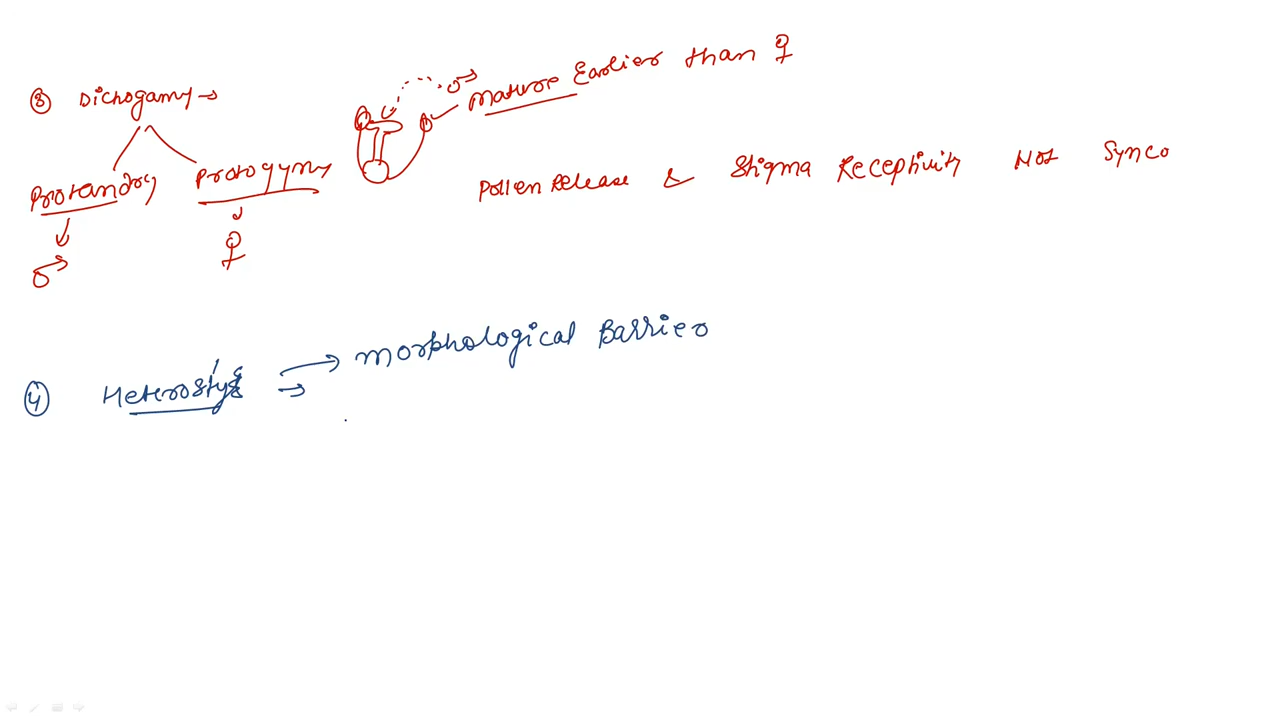 ③ Dichogamy →
♂ Mature Earlier than ♀
Protandry Protogyny
Pollen Release & Stigma Receptivity Not Synco
♂ ♀
④ Heterostyly → Morphological Barrier